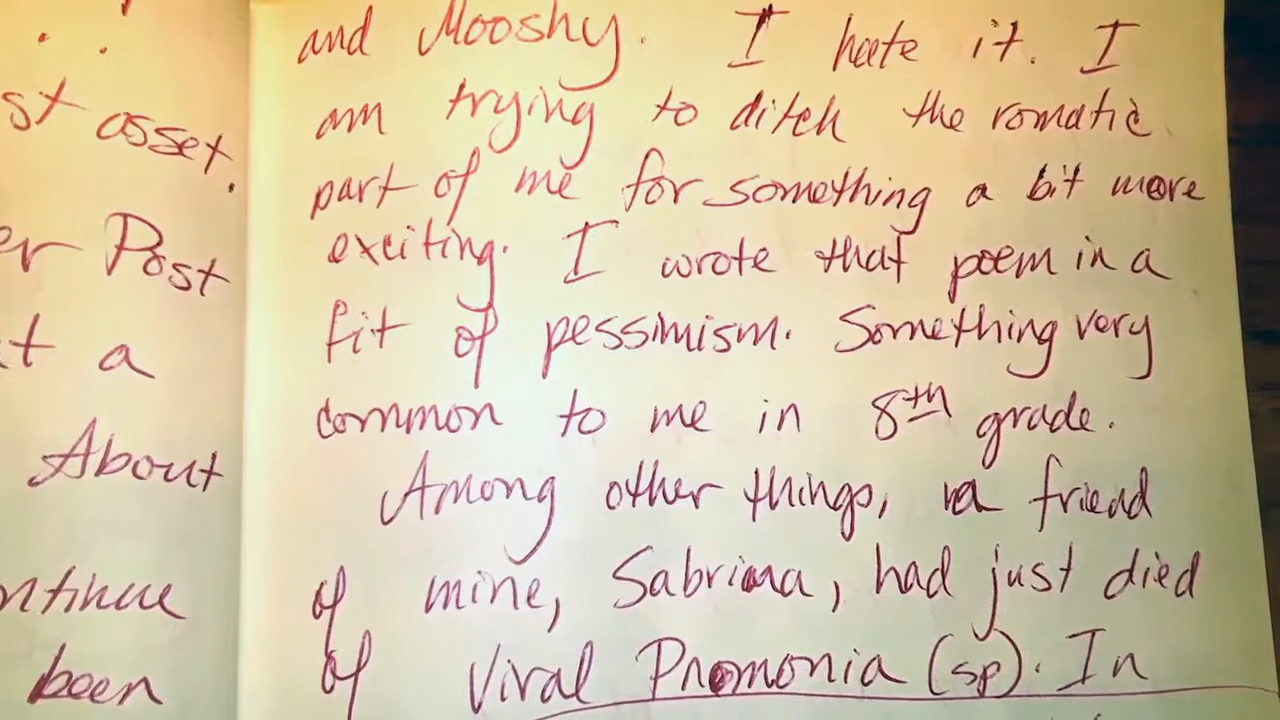 st asset.
er Post
t a
About
ntinue
been
and Mooshy. I hate it. I
am trying to ditch the romatic
part of me for something a bit more
exciting. I wrote that poem in a
fit of pessimism. Something very
common to me in 8th grade.
Among other things, a friend
of mine, Sabrina, had just died
of Viral Pnomonia (sp). In